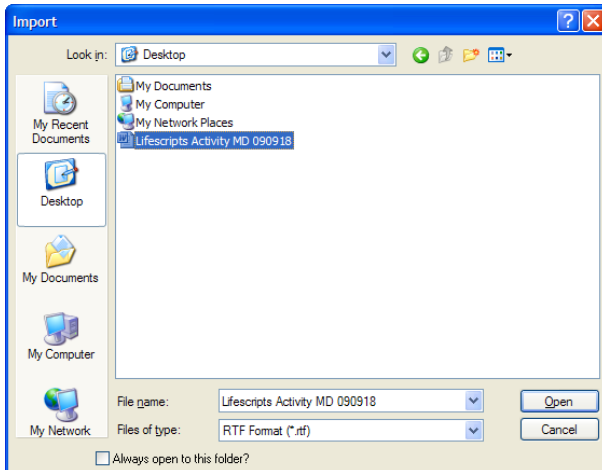 Import
Look in:
Desktop
My Recent
Documents
Desktop
My Documents
My Computer
My Network
My Documents
My Computer
My Network Places
Lifescripts Activity MD 090918
File name:
Lifescripts Activity MD 090918
Open
Files of type:
RTF Format (*.rtf)
Cancel
Always open to this folder?